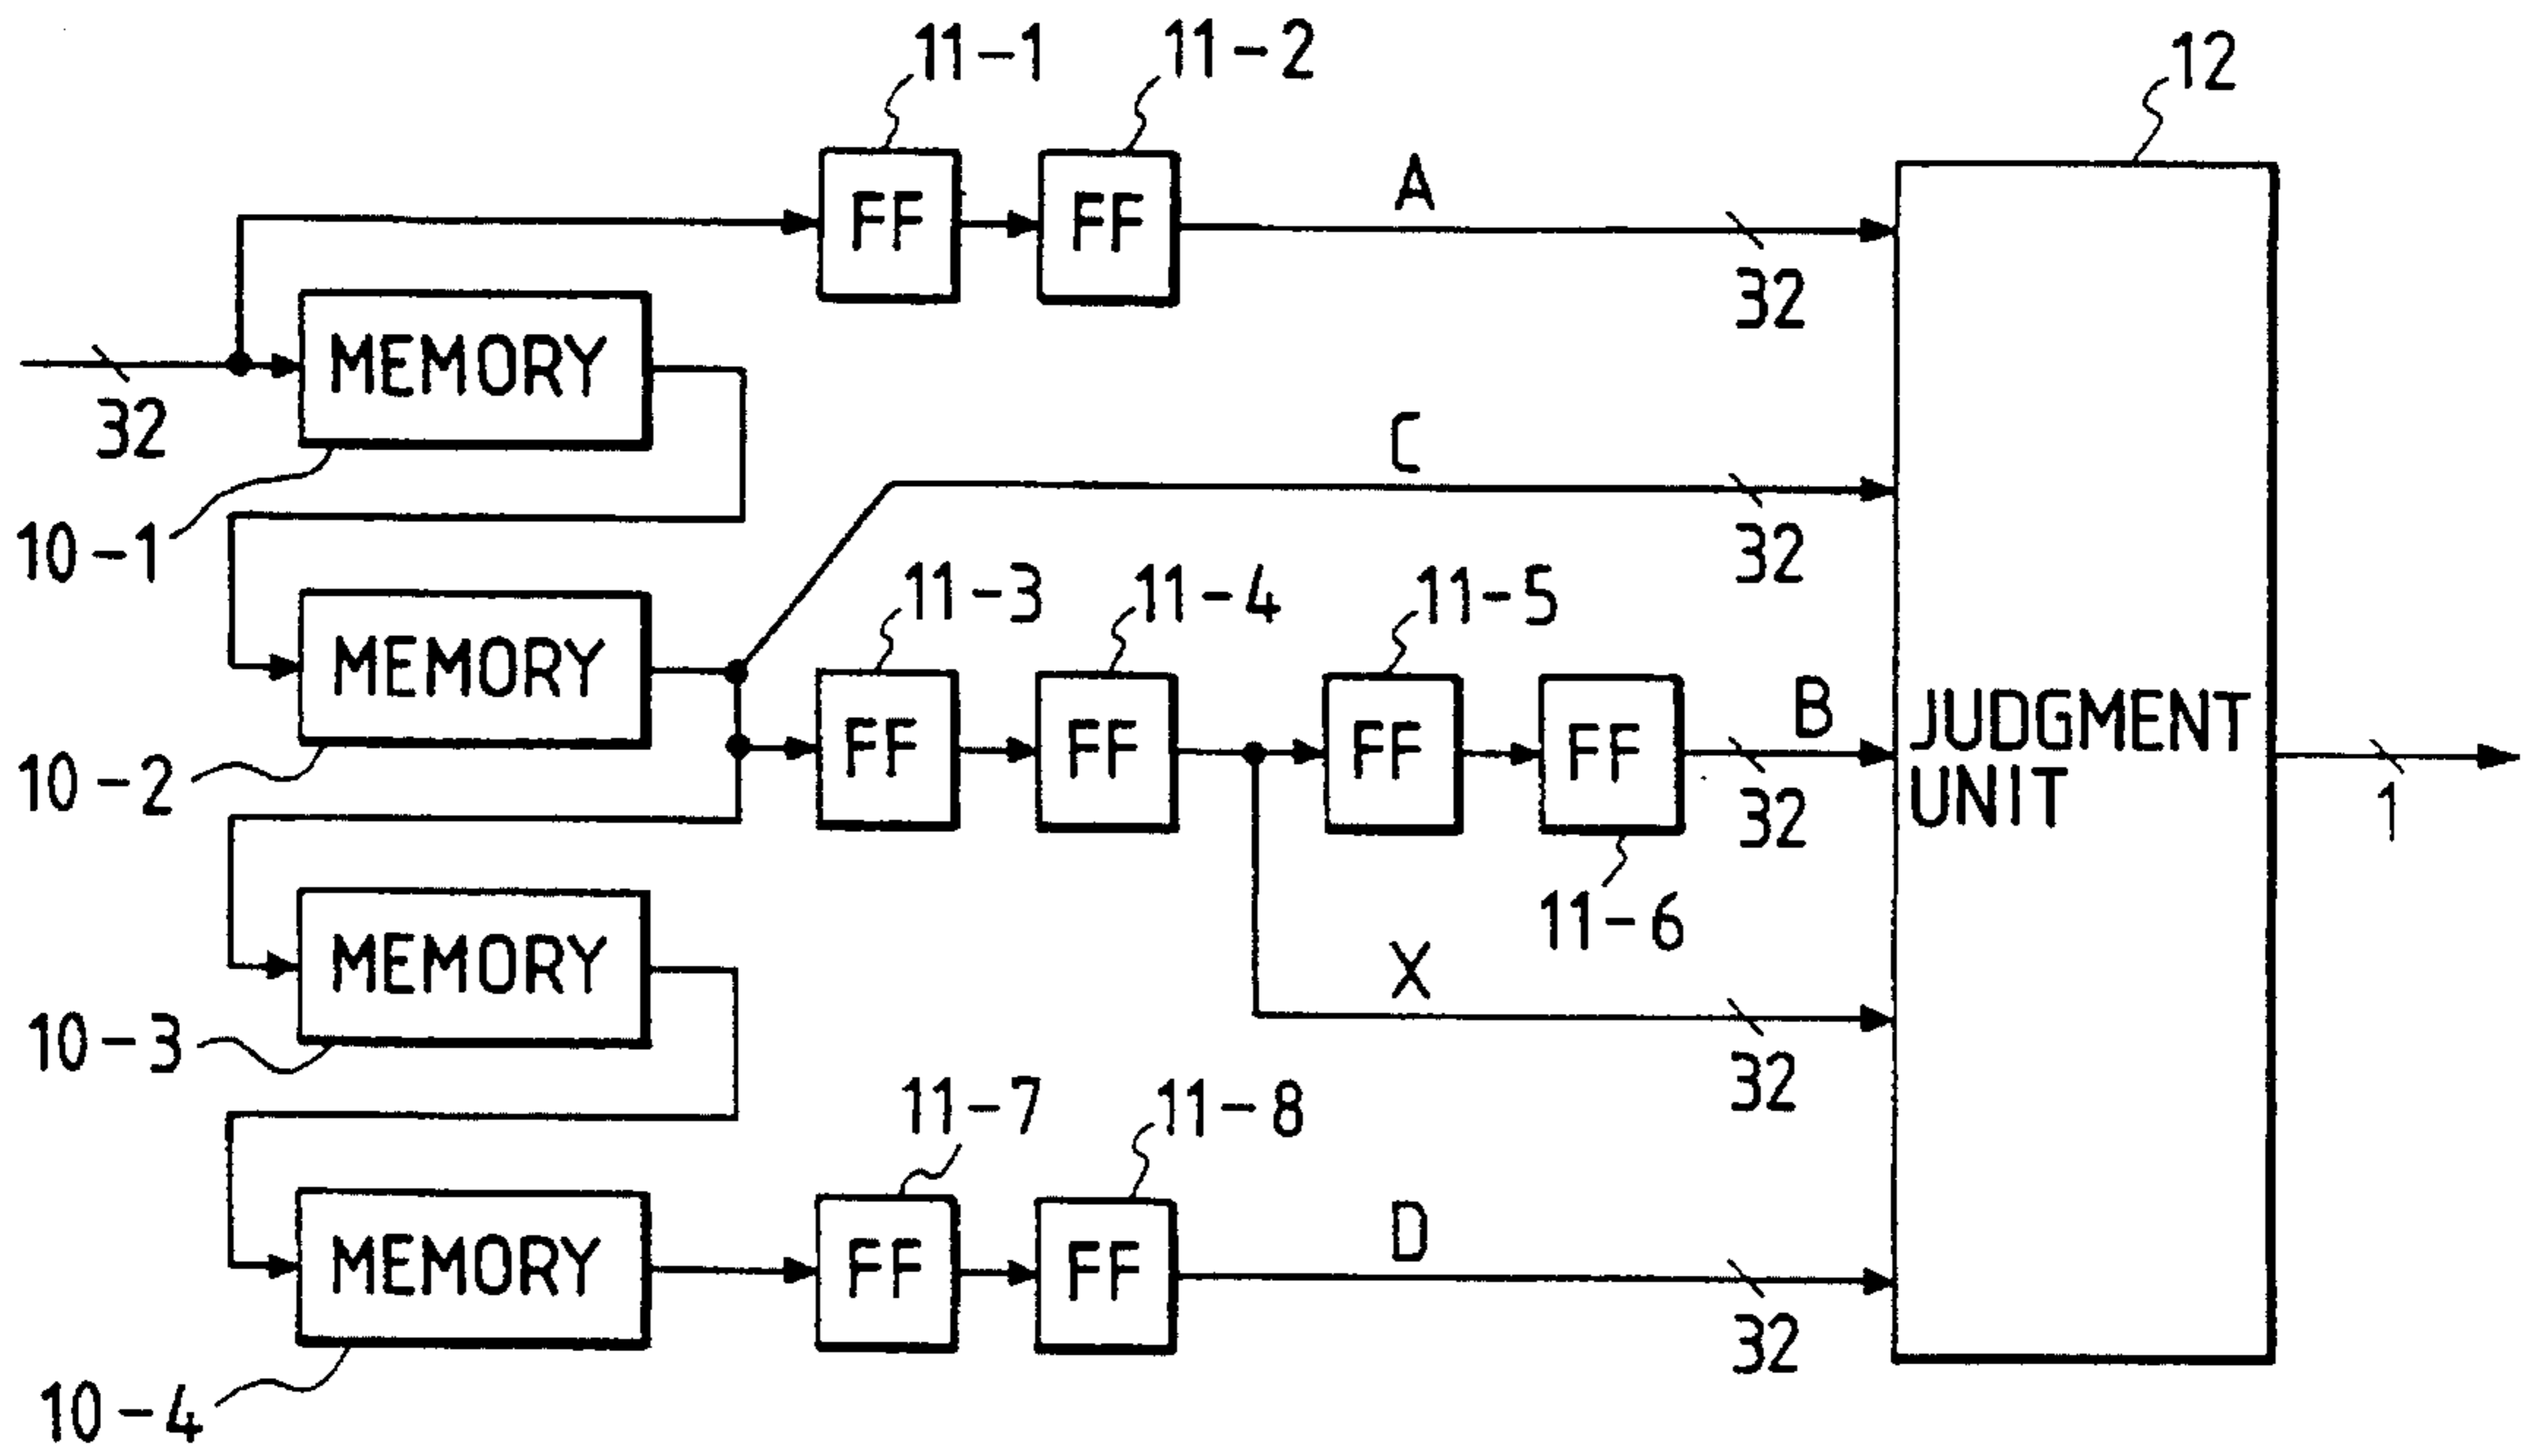 11-1
11-2
12
FF
FF
A
32
MEMORY
32
10-1
C
32
11-3
11-4
11-5
MEMORY
10-2
FF
FF
FF
FF
B
32
JUDGMENT
UNIT
1
11-6
MEMORY
10-3
X
32
11-7
11-8
MEMORY
10-4
FF
FF
D
32